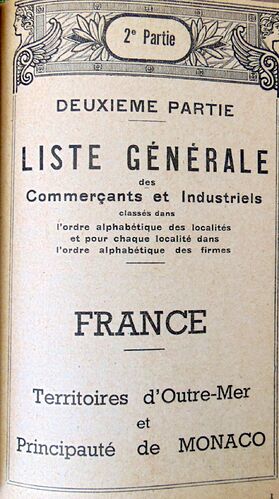 2e Partie
DEUXIEME PARTIE
LISTE GÉNÉRALE
des
Commerçants et Industriels
classés dans
l'ordre alphabétique des localités
et pour chaque localité dans
l'ordre alphabétique des firmes
FRANCE
Territoires d'Outre-Mer
et
Principauté de MONACO